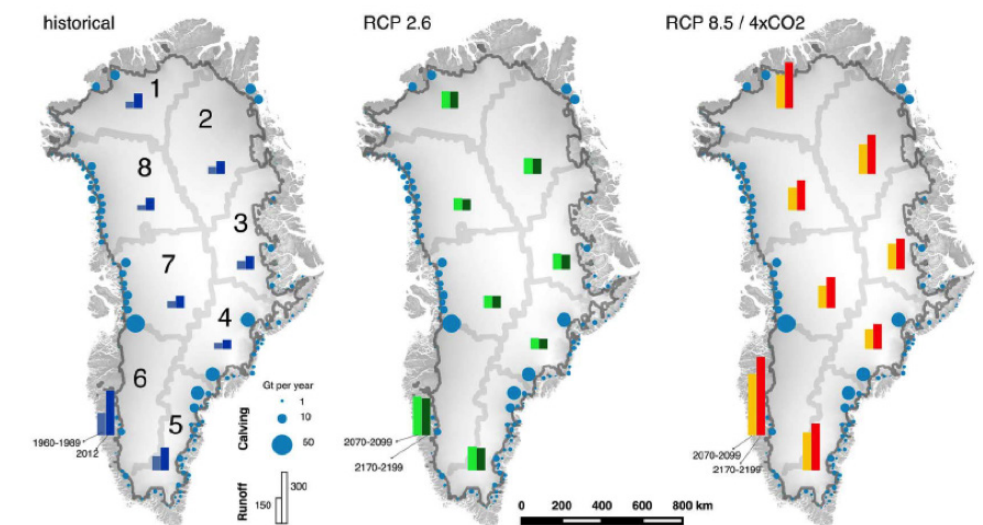 historical
RCP 2.6
RCP 8.5 / 4xCO2
1
2
8
3
7
4
6
5
1960-1989
2012
Gt per year
Calving
1
10
50
Runoff
150
300
2070-2099
2170-2199
0 200 400 600 800 km
2070-2099
2170-2199